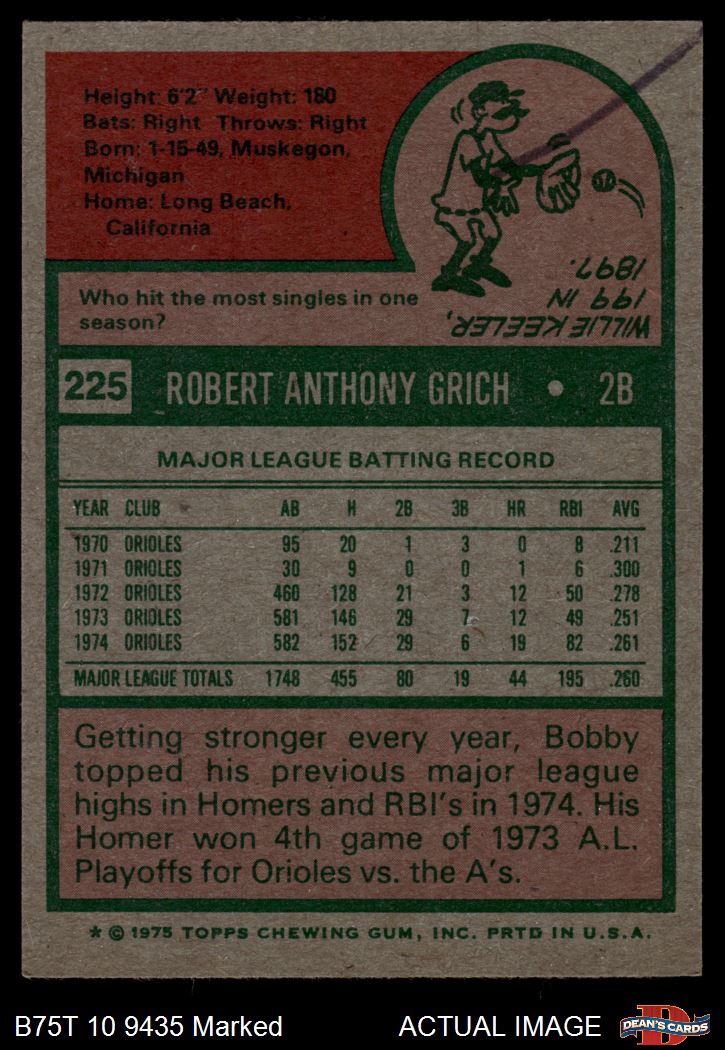 Height: 6'2" Weight: 180
Bats: Right Throws: Right
Born: 1-15-49, Muskegon,
Michigan
Home: Long Beach,
California
Who hit the most singles in one
season?
WILLIE KEELER,
199 IN
1897.
225 ROBERT ANTHONY GRICH • 2B
MAJOR LEAGUE BATTING RECORD
YEAR CLUB AB H 2B 3B HR RBI AVG
1970 ORIOLES 95 20 1 3 0 8 .211
1971 ORIOLES 30 9 0 0 1 6 .300
1972 ORIOLES 460 128 21 3 12 50 .278
1973 ORIOLES 581 146 29 7 12 49 .251
1974 ORIOLES 582 152 29 6 19 82 .261
MAJOR LEAGUE TOTALS 1748 455 80 19 44 195 .260
Getting stronger every year, Bobby
topped his previous major league
highs in Homers and RBI's in 1974. His
Homer won 4th game of 1973 A.L.
Playoffs for Orioles vs. the A's.
* © 1975 TOPPS CHEWING GUM, INC. PRTD IN U.S.A.
B75T 10 9435 Marked ACTUAL IMAGE
D
DEAN'S CARDS